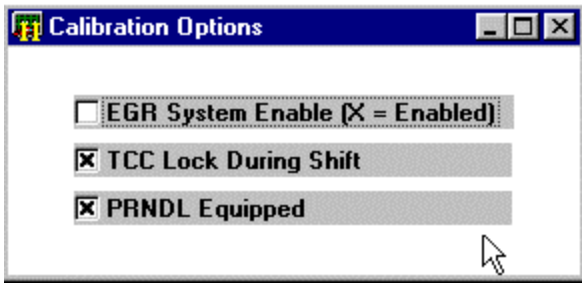 Calibration Options
EGR System Enable (X = Enabled)
TCC Lock During Shift
PRNDL Equipped